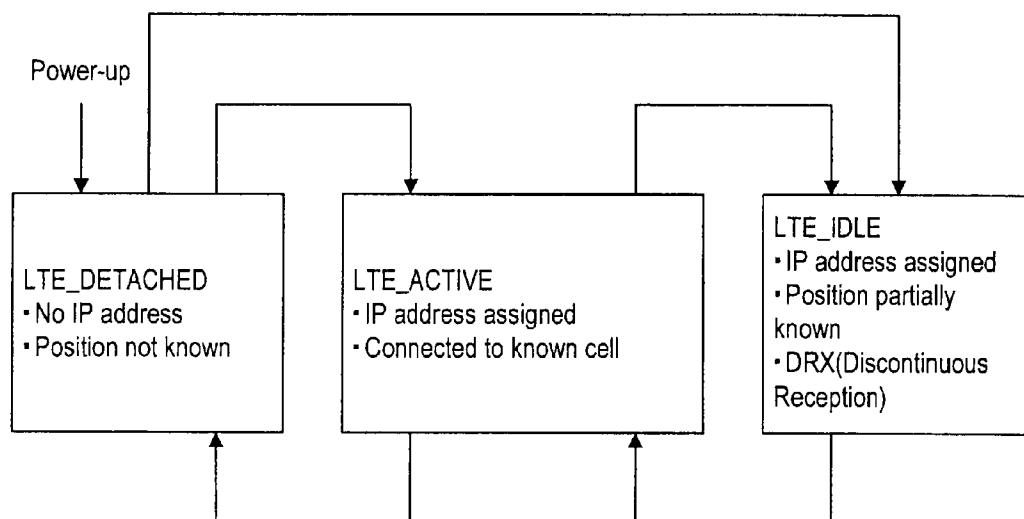 Power-up
LTE_DETACHED
▪ No IP address
▪ Position not known
LTE_ACTIVE
▪ IP address assigned
▪ Connected to known cell
LTE_IDLE
▪ IP address assigned
▪ Position partially
known
▪ DRX(Discontinuous
Reception)